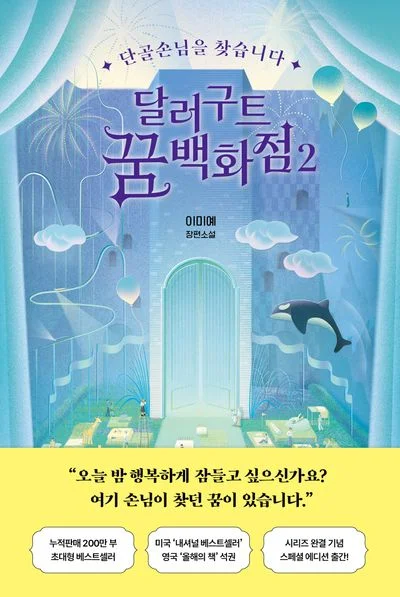 단골손님을 찾습니다
달러구트
꿈백화점2
이미예
장편소설
“오늘 밤 행복하게 잠들고 싶으신가요?
여기 손님이 찾던 꿈이 있습니다.”
누적판매 200만 부
초대형 베스트셀러
미국 ‘내셔널 베스트셀러’
영국 ‘올해의 책’ 석권
시리즈 완결 기념
스페셜 에디션 출간!